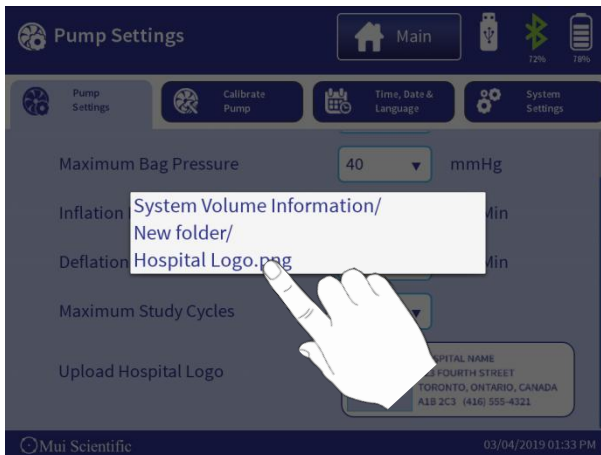 Pump Settings
Main
72%
78%
Pump
Settings
Calibrate
Pump
Time, Date &
Language
System
Settings
Maximum Bag Pressure
40
mmHg
Inflation
Min
System Volume Information/
New folder/
Hospital Logo.png
Deflation
Min
Maximum Study Cycles
Upload Hospital Logo
NAME
FOURTH STREET
TORONTO, ONTARIO, CANADA
A1B 2C3 (416) 555-4321
Mui Scientific
03/04/2019 01:33 PM